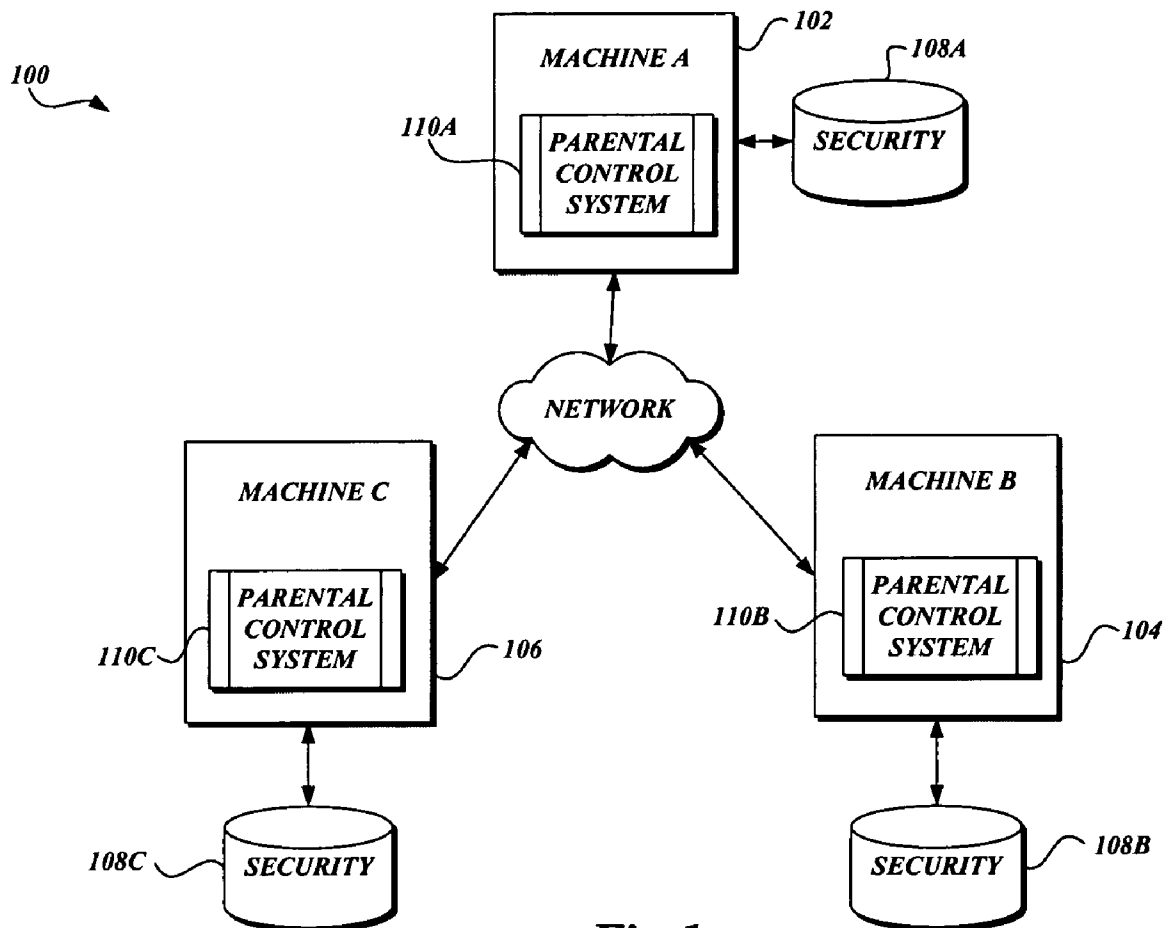 100
102
MACHINE A
108A
SECURITY
110A
PARENTAL
CONTROL
SYSTEM
NETWORK
MACHINE C
PARENTAL
CONTROL
SYSTEM
110C
106
MACHINE B
110B
PARENTAL
CONTROL
SYSTEM
104
108C
SECURITY
SECURITY
108B